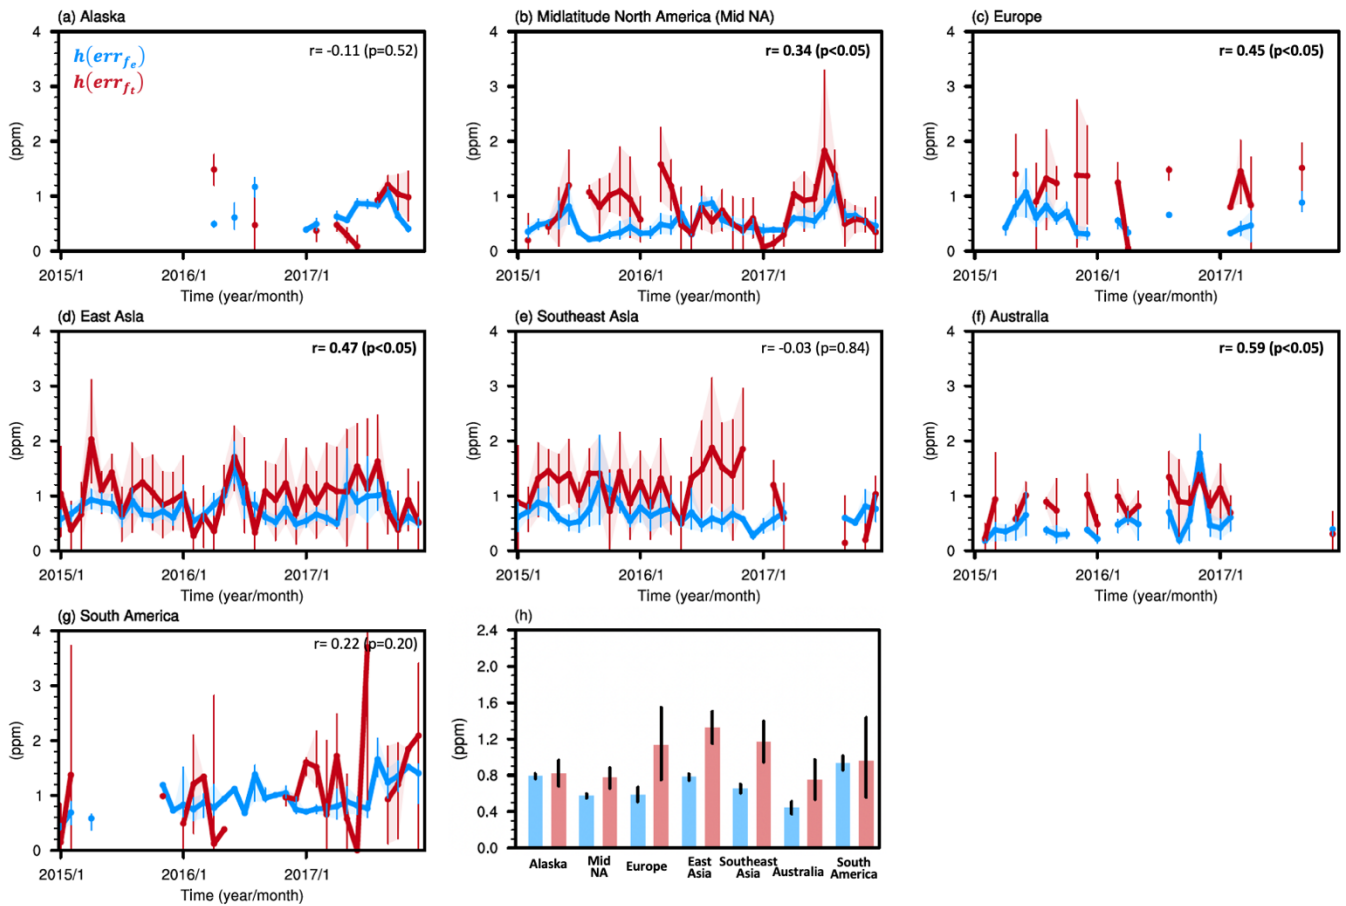 (a) Alaska
4
3
2
1
0
(ppm)
h(err_{f_e})
h(err_{f_t})
r= -0.11 (p=0.52)
2015/1 2016/1 2017/1
Time (year/month)
(b) Midlatitude North America (Mid NA)
4
3
2
1
0
(ppm)
r= 0.34 (p<0.05)
2015/1 2016/1 2017/1
Time (year/month)
(c) Europe
4
3
2
1
0
(ppm)
r= 0.45 (p<0.05)
2015/1 2016/1 2017/1
Time (year/month)
(d) East Asia
4
3
2
1
0
(ppm)
r= 0.47 (p<0.05)
2015/1 2016/1 2017/1
Time (year/month)
(e) Southeast Asia
4
3
2
1
0
(ppm)
r= -0.03 (p=0.84)
2015/1 2016/1 2017/1
Time (year/month)
(f) Australia
4
3
2
1
0
(ppm)
r= 0.59 (p<0.05)
2015/1 2016/1 2017/1
Time (year/month)
(g) South America
4
3
2
1
0
(ppm)
r= 0.22 (p=0.20)
2015/1 2016/1 2017/1
Time (year/month)
(h)
2.4
2.0
1.6
1.2
0.8
0.4
0.0
(ppm)
Alaska
Mid
NA
Europe
East
Asia
Southeast
Asia
Australia
South
America